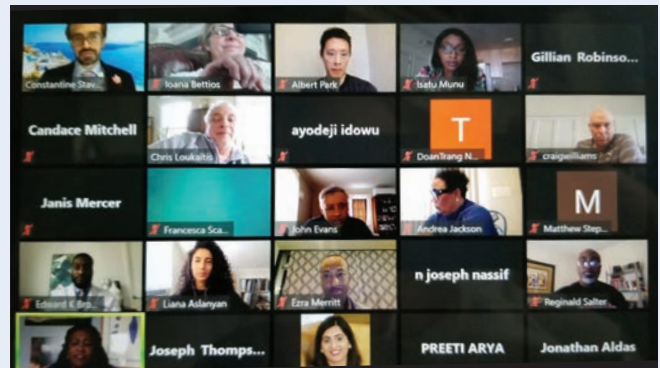 Constantine Stav...
Ioana Bettios
Albert Park
Isatu Munu
Gillian Robinso...
Candace Mitchell
Chris Loukaitis
ayodeji idowu
T
DoanTrang N...
craigwilliams
Janis Mercer
Francesca Sca...
John Evans
Andrea Jackson
M
Matthew Step...
Edward K Bro...
Liana Aslanyan
Ezra Merritt
n joseph nassif
Reginald Salter
Joseph Thomps...
PREETI ARYA
Jonathan Aldas